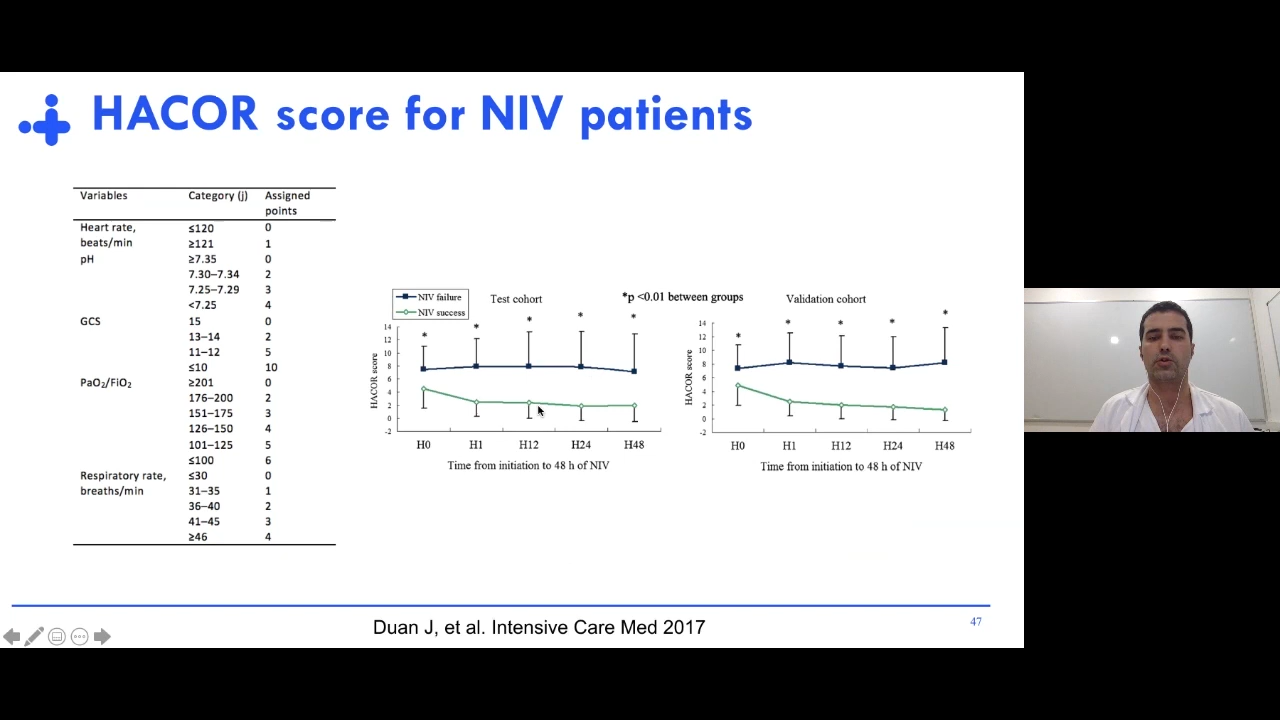 HACOR score for NIV patients
Variables Category (j) Assigned points
Heart rate, beats/min ≤120 0
≥121 1
pH ≥7.35 0
7.30–7.34 2
7.25–7.29 3
<7.25 4
GCS 15 0
13–14 2
11–12 5
≤10 10
PaO₂/FiO₂ ≥201 0
176–200 2
151–175 3
126–150 4
101–125 5
≤100 6
Respiratory rate, breaths/min ≤30 0
31–35 1
36–40 2
41–45 3
≥46 4
NIV failure
NIV success
Test cohort
*p <0.01 between groups
Validation cohort
* * * * *
HACOR score
14
12
10
8
6
4
2
0
-2
H0 H1 H12 H24 H48
Time from initiation to 48 h of NIV
* * * * *
HACOR score
14
12
10
8
6
4
2
0
-2
H0 H1 H12 H24 H48
Time from initiation to 48 h of NIV
Duan J, et al. Intensive Care Med 2017
47